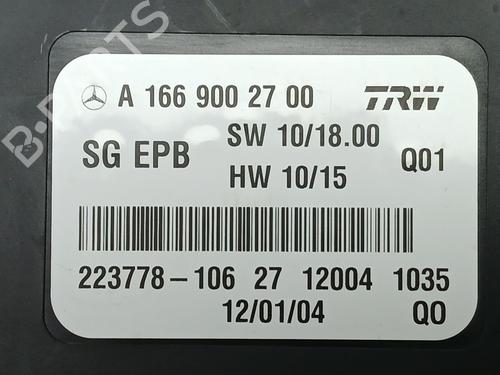 B-PARTS
A 166 900 27 00 TRW
SG EPB SW 10/18.00 Q01
HW 10/15
223778-106 27 12004 1035
12/01/04 QO